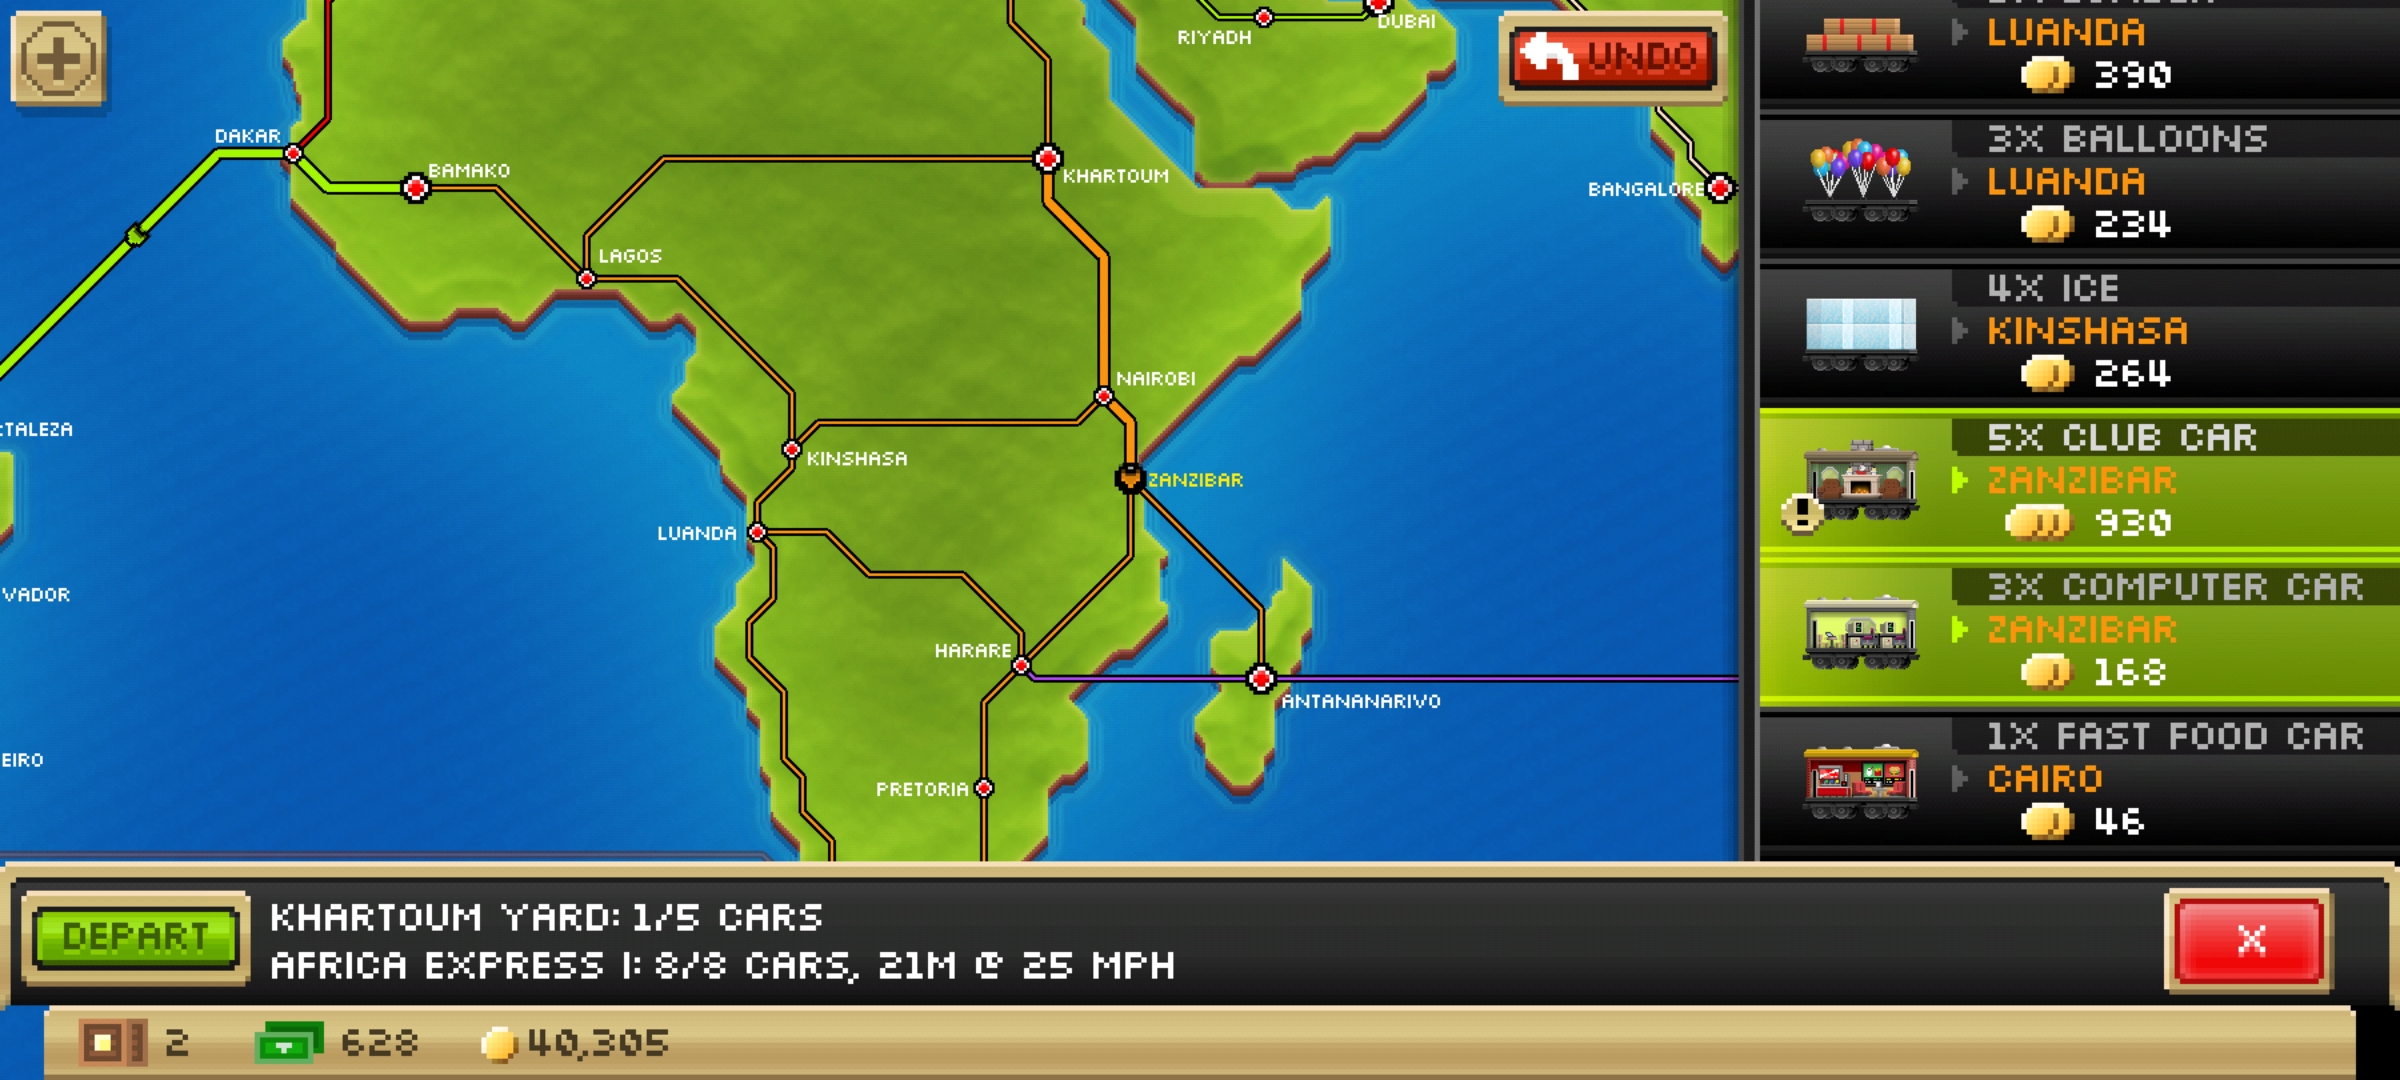 RIYADH
DUBAI
UNDO
DAKAR
BAMAKO
KHARTOUM
BANGALORE
LAGOS
NAIROBI
TALEZA
KINSHASA
ZANZIBAR
LUANDA
VADOR
HARARE
ANTANANARIVO
EIRO
PRETORIA
LUANDA
390
3X BALLOONS
LUANDA
234
4X ICE
KINSHASA
264
5X CLUB CAR
ZANZIBAR
930
3X COMPUTER CAR
ZANZIBAR
168
1X FAST FOOD CAR
CAIRO
46
DEPART
KHARTOUM YARD: 1/5 CARS
AFRICA EXPRESS I: 8/8 CARS, 21M @ 25 MPH
X
2
628
40,305